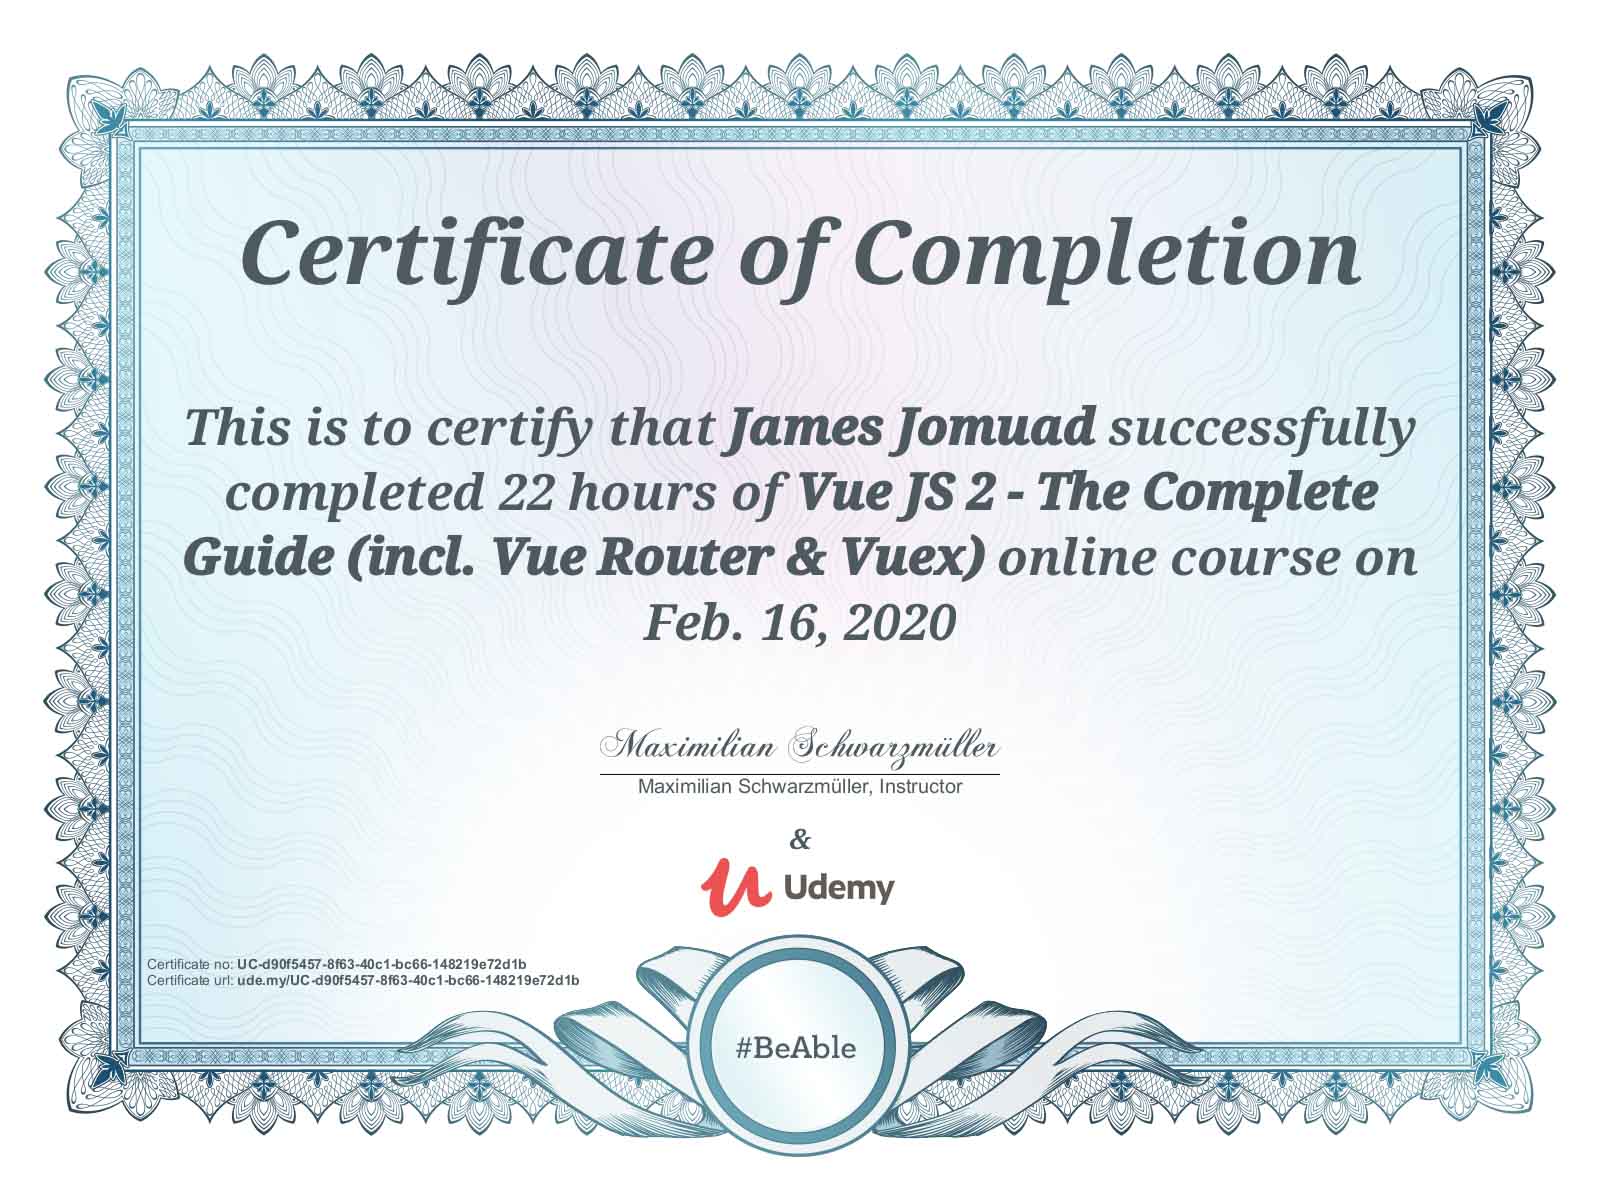 Certificate of Completion
This is to certify that James Jomuad successfully
completed 22 hours of Vue JS 2 - The Complete
Guide (incl. Vue Router & Vuex) online course on
Feb. 16, 2020
Maximilian Schwarzmüller
Maximilian Schwarzmüller, Instructor
&
Udemy
Certificate no: UC-d90f5457-8f63-40c1-bc66-148219e72d1b
Certificate url: ude.my/UC-d90f5457-8f63-40c1-bc66-148219e72d1b
#BeAble